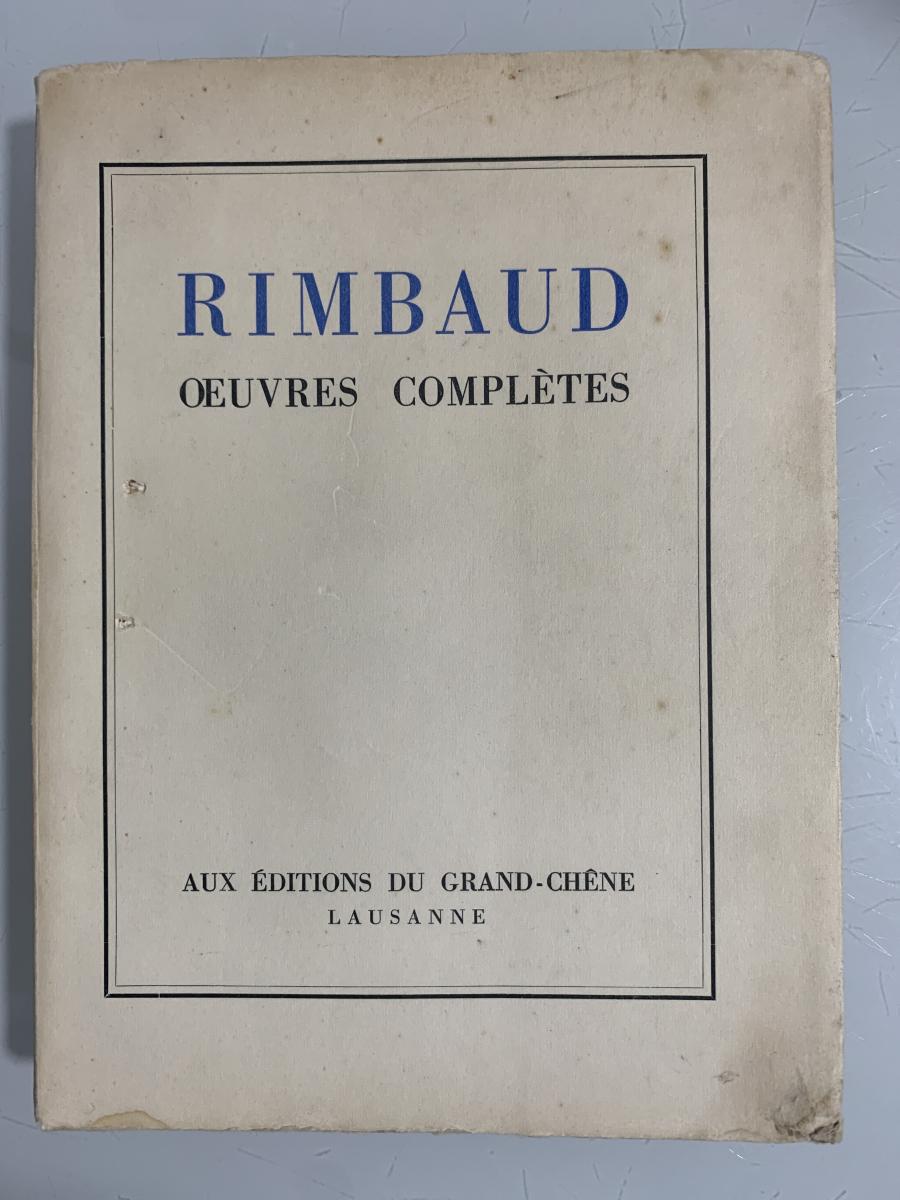 RIMBAUD
ŒUVRES COMPLÈTES
AUX ÉDITIONS DU GRAND-CHÊNE
LAUSANNE